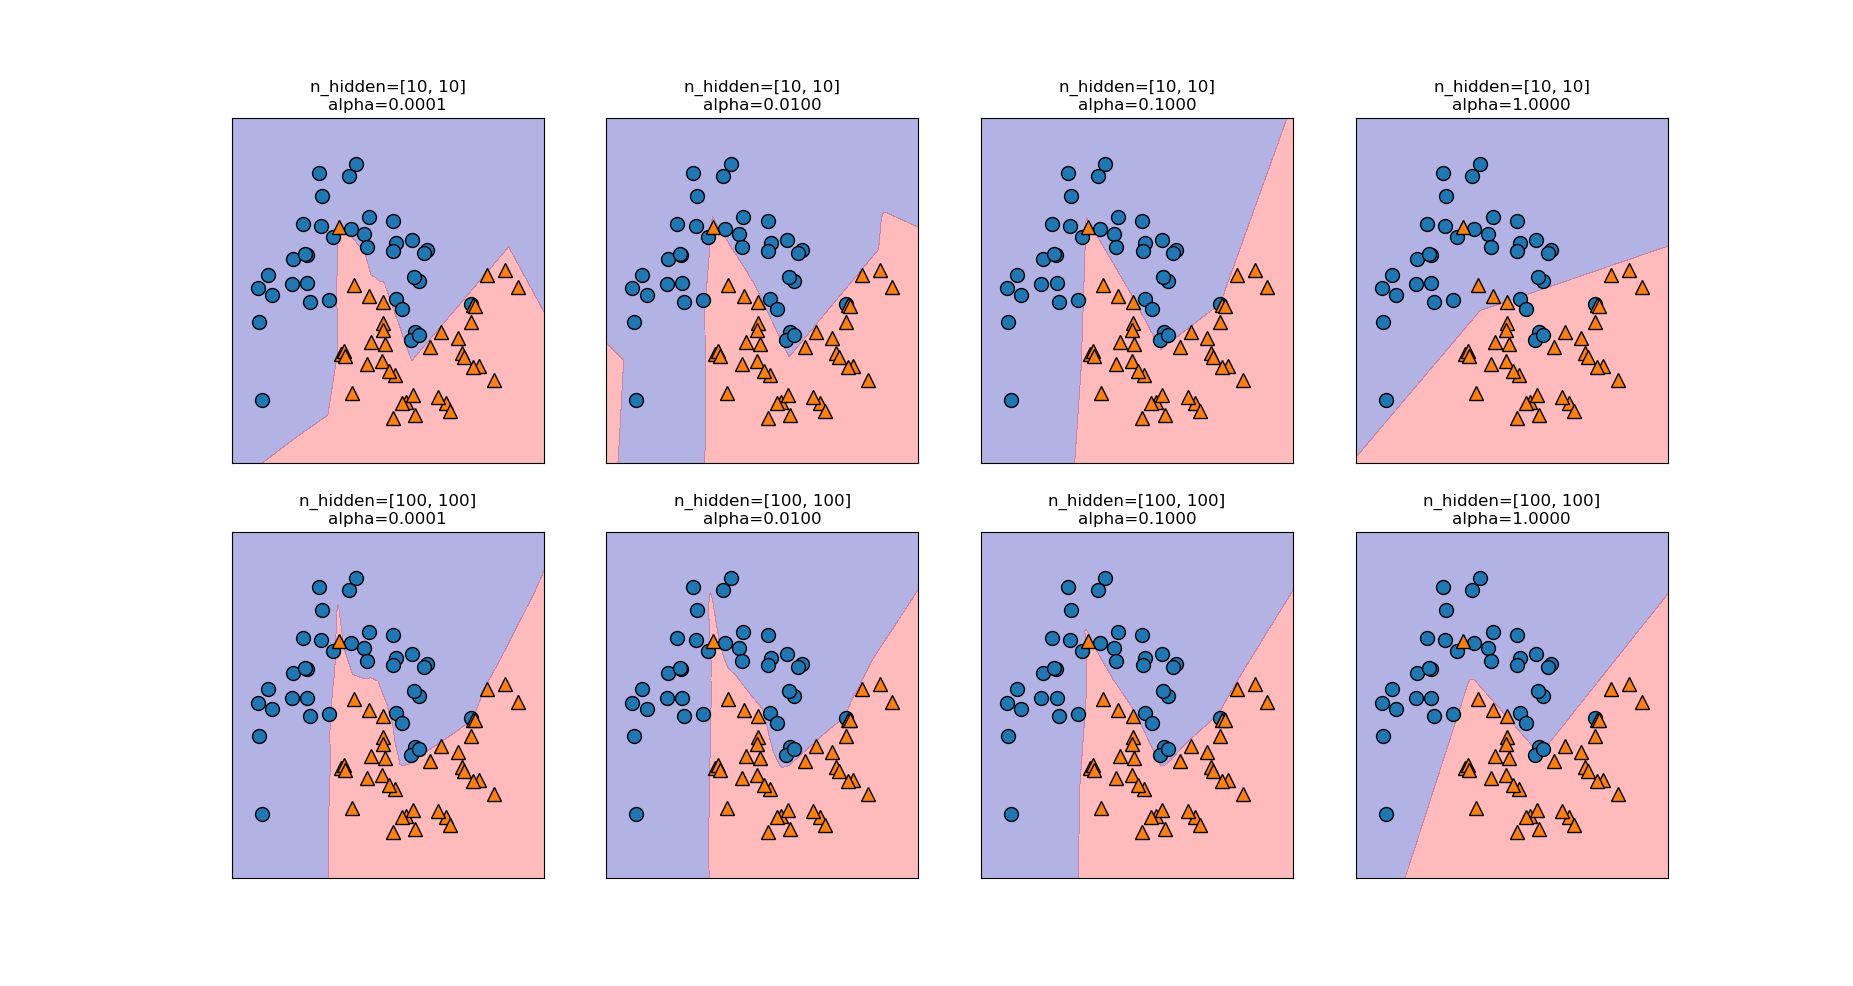 n_hidden=[10, 10]
alpha=0.0001
n_hidden=[10, 10]
alpha=0.0100
n_hidden=[10, 10]
alpha=0.1000
n_hidden=[10, 10]
alpha=1.0000
n_hidden=[100, 100]
alpha=0.0001
n_hidden=[100, 100]
alpha=0.0100
n_hidden=[100, 100]
alpha=0.1000
n_hidden=[100, 100]
alpha=1.0000